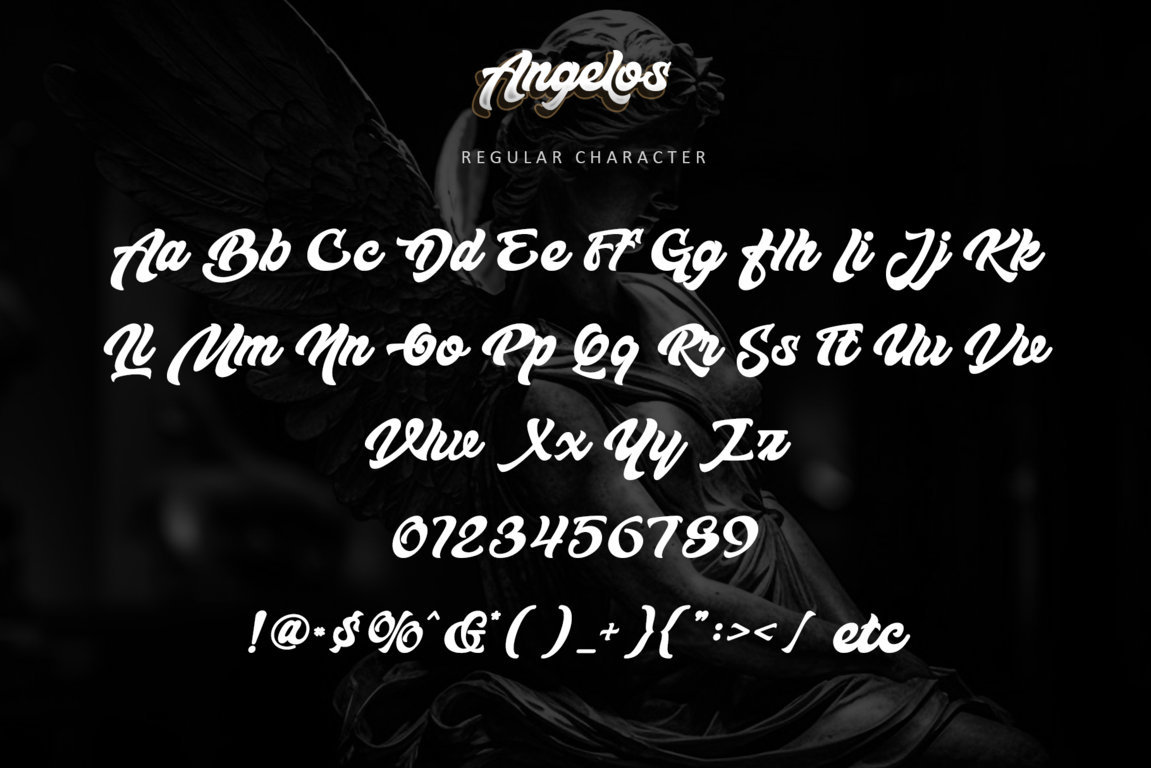 Angelos
REGULAR CHARACTER
Aa Bb Cc Dd Ee Ff Gg Hh Ii Jj Kk
Ll Mm Nn Oo Pp Qq Rr Ss Tt Uu Vv
Ww Xx Yy Zz
0123456789
!@*$%^&*( )_+}{":>< / etc